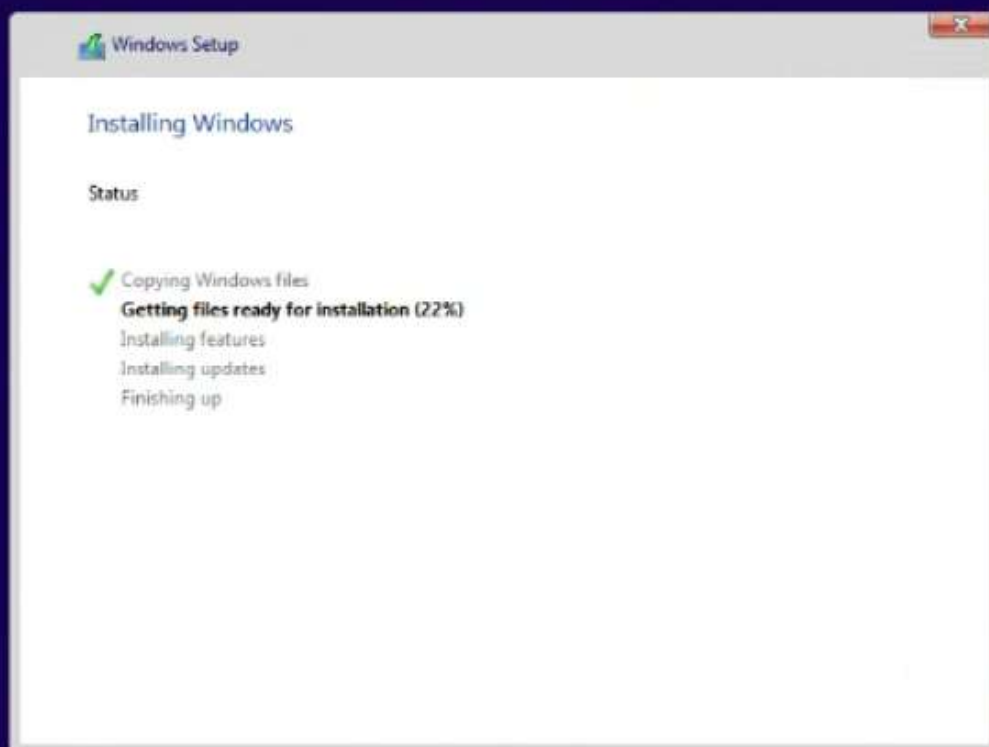 Windows Setup
Installing Windows
Status
Copying Windows files
Getting files ready for installation (22%)
Installing features
Installing updates
Finishing up